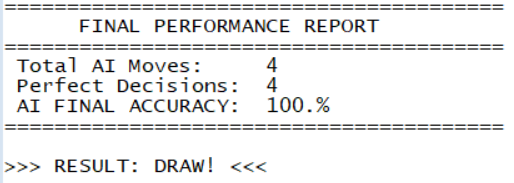 ========================================
FINAL PERFORMANCE REPORT
========================================
Total AI Moves: 4
Perfect Decisions: 4
AI FINAL ACCURACY: 100.%
========================================
>>> RESULT: DRAW! <<<